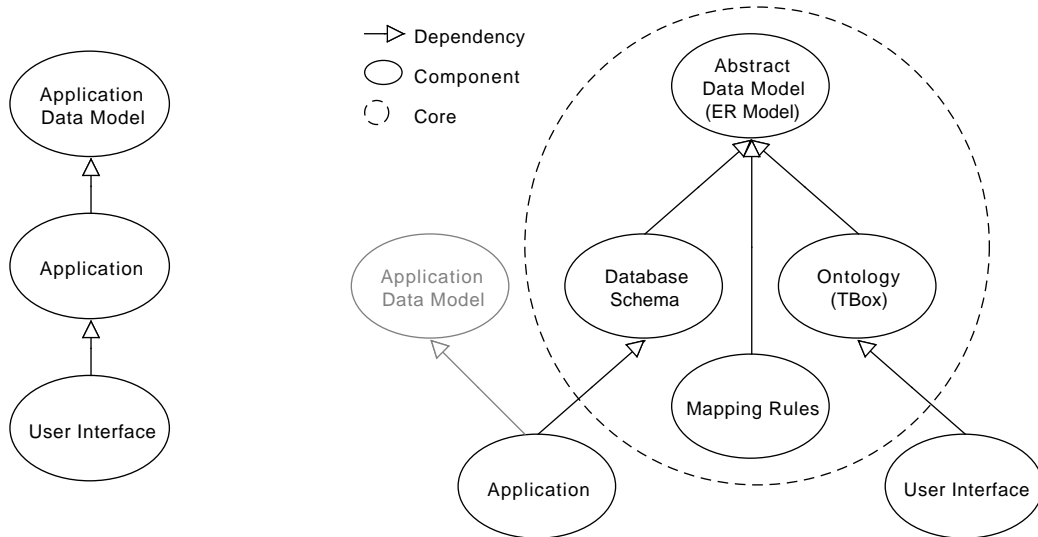 Application
Data Model
Application
User Interface
Dependency
Component
Core
Abstract
Data Model
(ER Model)
Application
Data Model
Database
Schema
Ontology
(TBox)
Mapping Rules
Application
User Interface